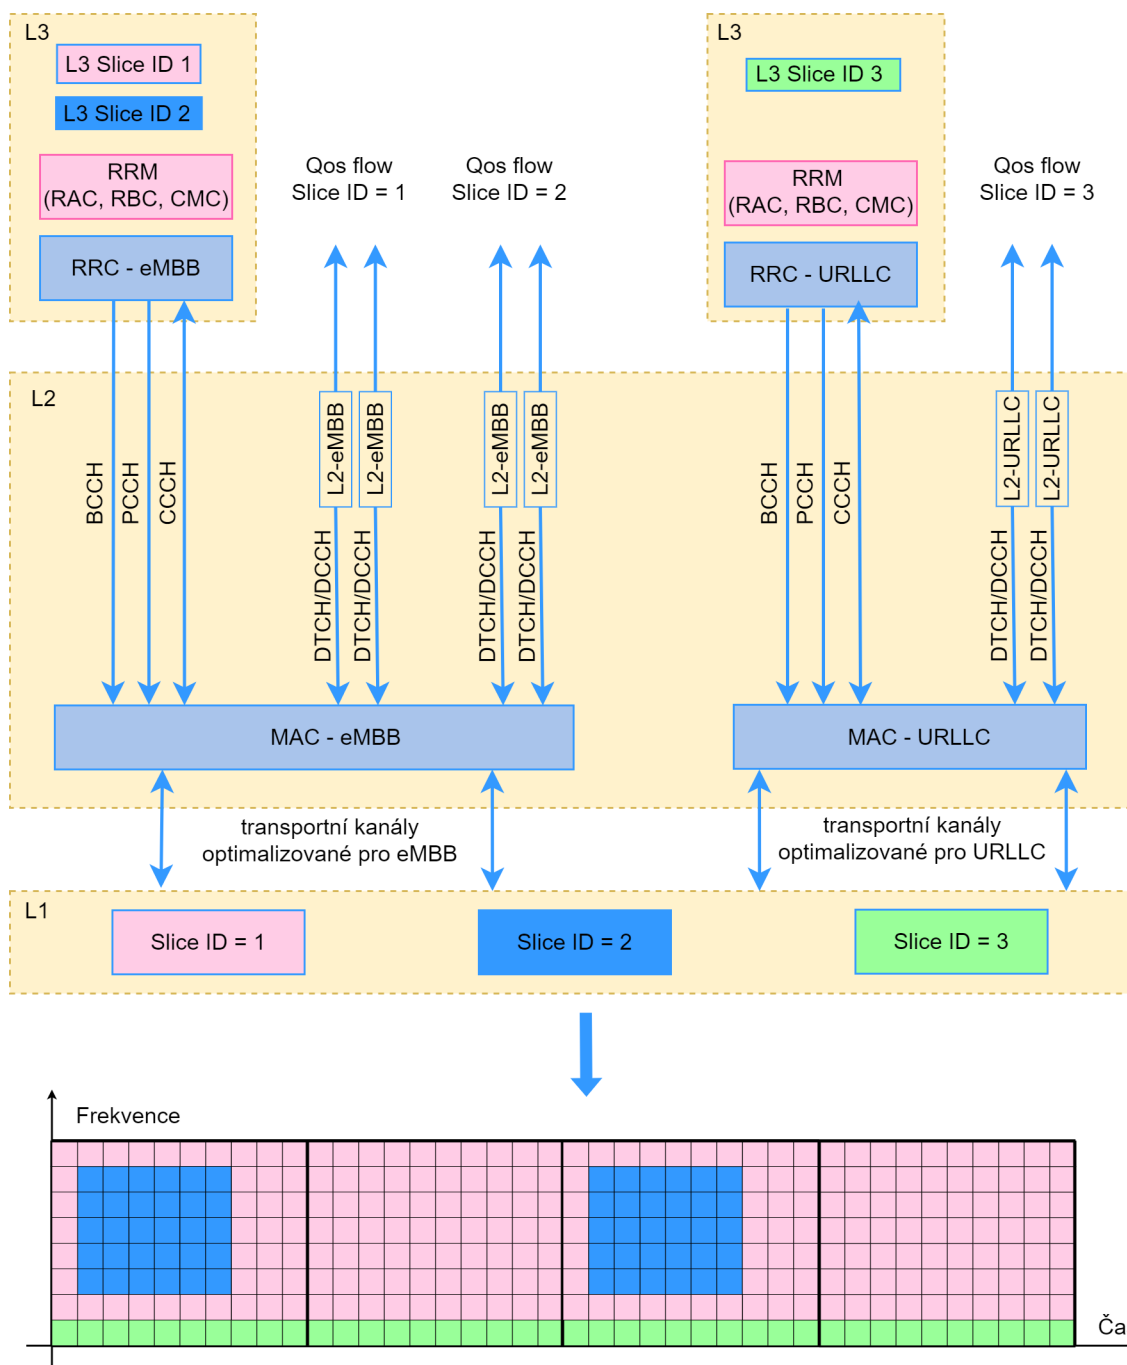 L3
L3 Slice ID 1
L3 Slice ID 2
RRM
(RAC, RBC, CMC)
RRC - eMBB
Qos flow
Slice ID = 1
Qos flow
Slice ID = 2
L3
L3 Slice ID 3
RRM
(RAC, RBC, CMC)
RRC - URLLC
Qos flow
Slice ID = 3
L2
BCCH
PCCH
CCCH
L2-eMBB
L2-eMBB
L2-eMBB
L2-eMBB
DTCH/DCCH
DTCH/DCCH
DTCH/DCCH
DTCH/DCCH
BCCH
PCCH
CCCH
L2-URLLC
L2-URLLC
DTCH/DCCH
DTCH/DCCH
MAC - eMBB
MAC - URLLC
transportní kanály
optimalizované pro eMBB
transportní kanály
optimalizované pro URLLC
L1
Slice ID = 1
Slice ID = 2
Slice ID = 3
Frekvence
Ča